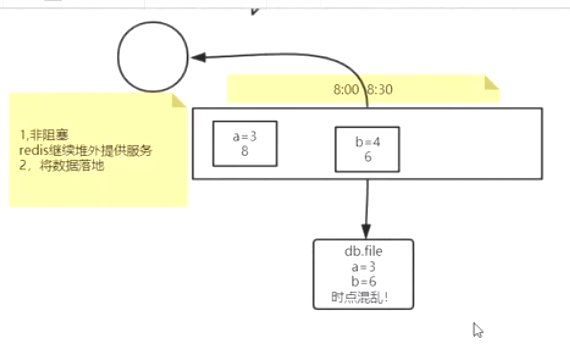 8:00 8:30
1,非阻塞
redis继续堆外提供服务
2，将数据落地
a=3
8
b=4
6
db.file
a=3
b=6
时点混乱！